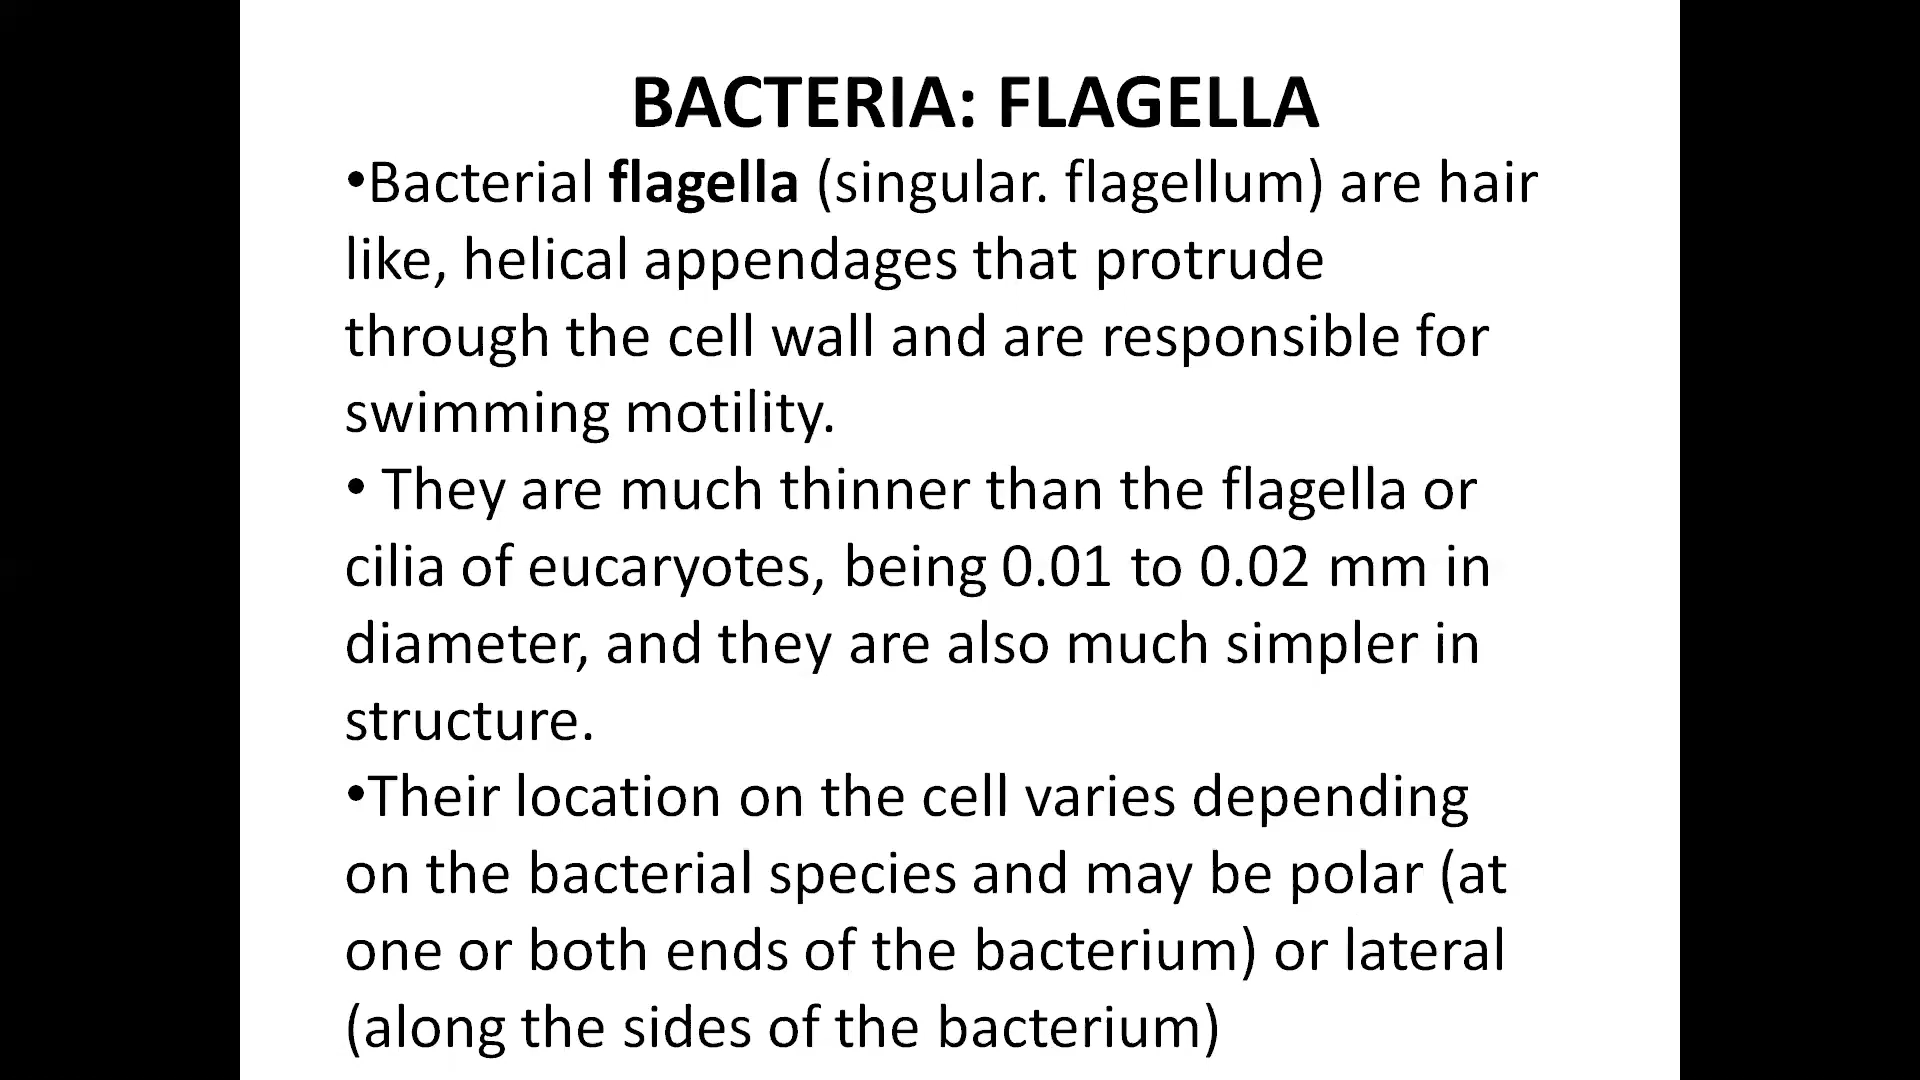 BACTERIA: FLAGELLA
•Bacterial flagella (singular. flagellum) are hair
like, helical appendages that protrude
through the cell wall and are responsible for
swimming motility.
• They are much thinner than the flagella or
cilia of eucaryotes, being 0.01 to 0.02 mm in
diameter, and they are also much simpler in
structure.
•Their location on the cell varies depending
on the bacterial species and may be polar (at
one or both ends of the bacterium) or lateral
(along the sides of the bacterium)